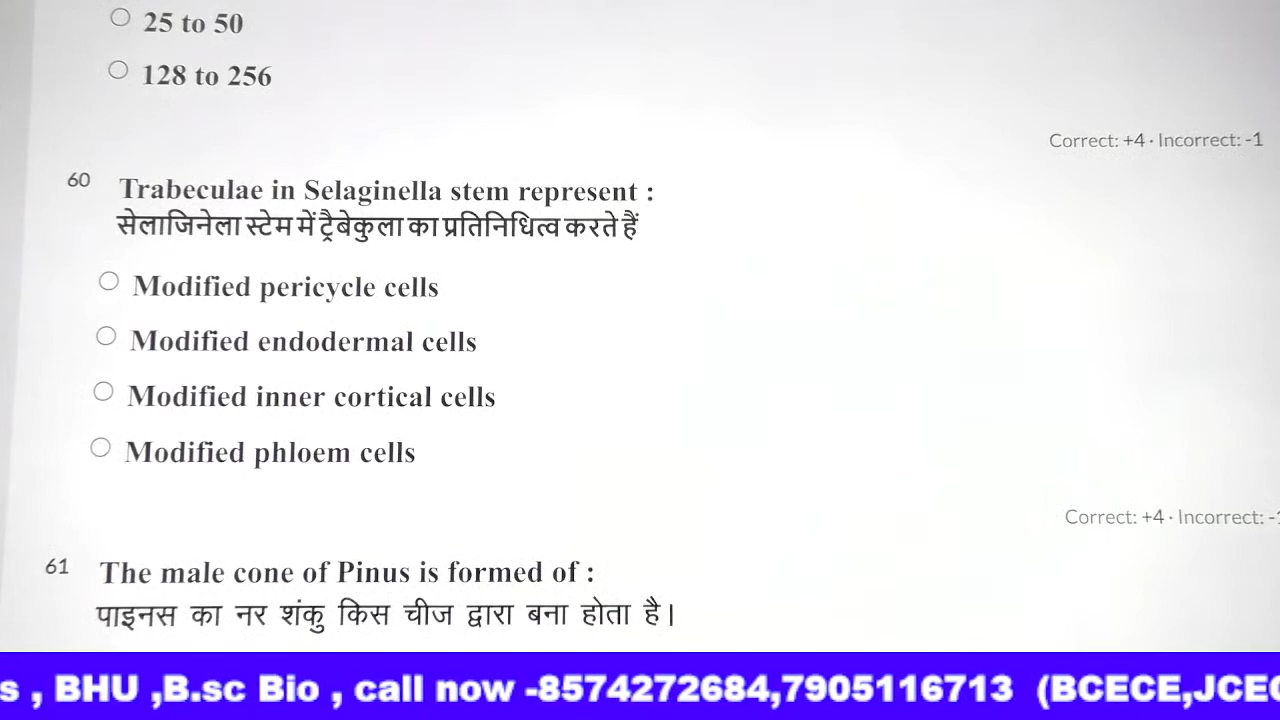 25 to 50
128 to 256
Correct: +4 · Incorrect: -1
60 Trabeculae in Selaginella stem represent :
सेलाजिनेला स्टेम में ट्रैबेकुला का प्रतिनिधित्व करते हैं
Modified pericycle cells
Modified endodermal cells
Modified inner cortical cells
Modified phloem cells
Correct: +4 · Incorrect: -1
61 The male cone of Pinus is formed of :
पाइनस का नर शंकु किस चीज द्वारा बना होता है।
s , BHU ,B.sc Bio , call now -8574272684,7905116713 (BCECE,JCEC